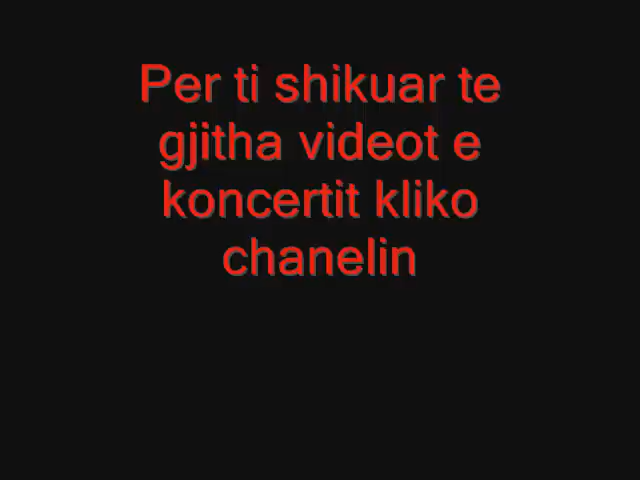 Per ti shikuar te
gjitha videot e
koncertit kliko
chanelin